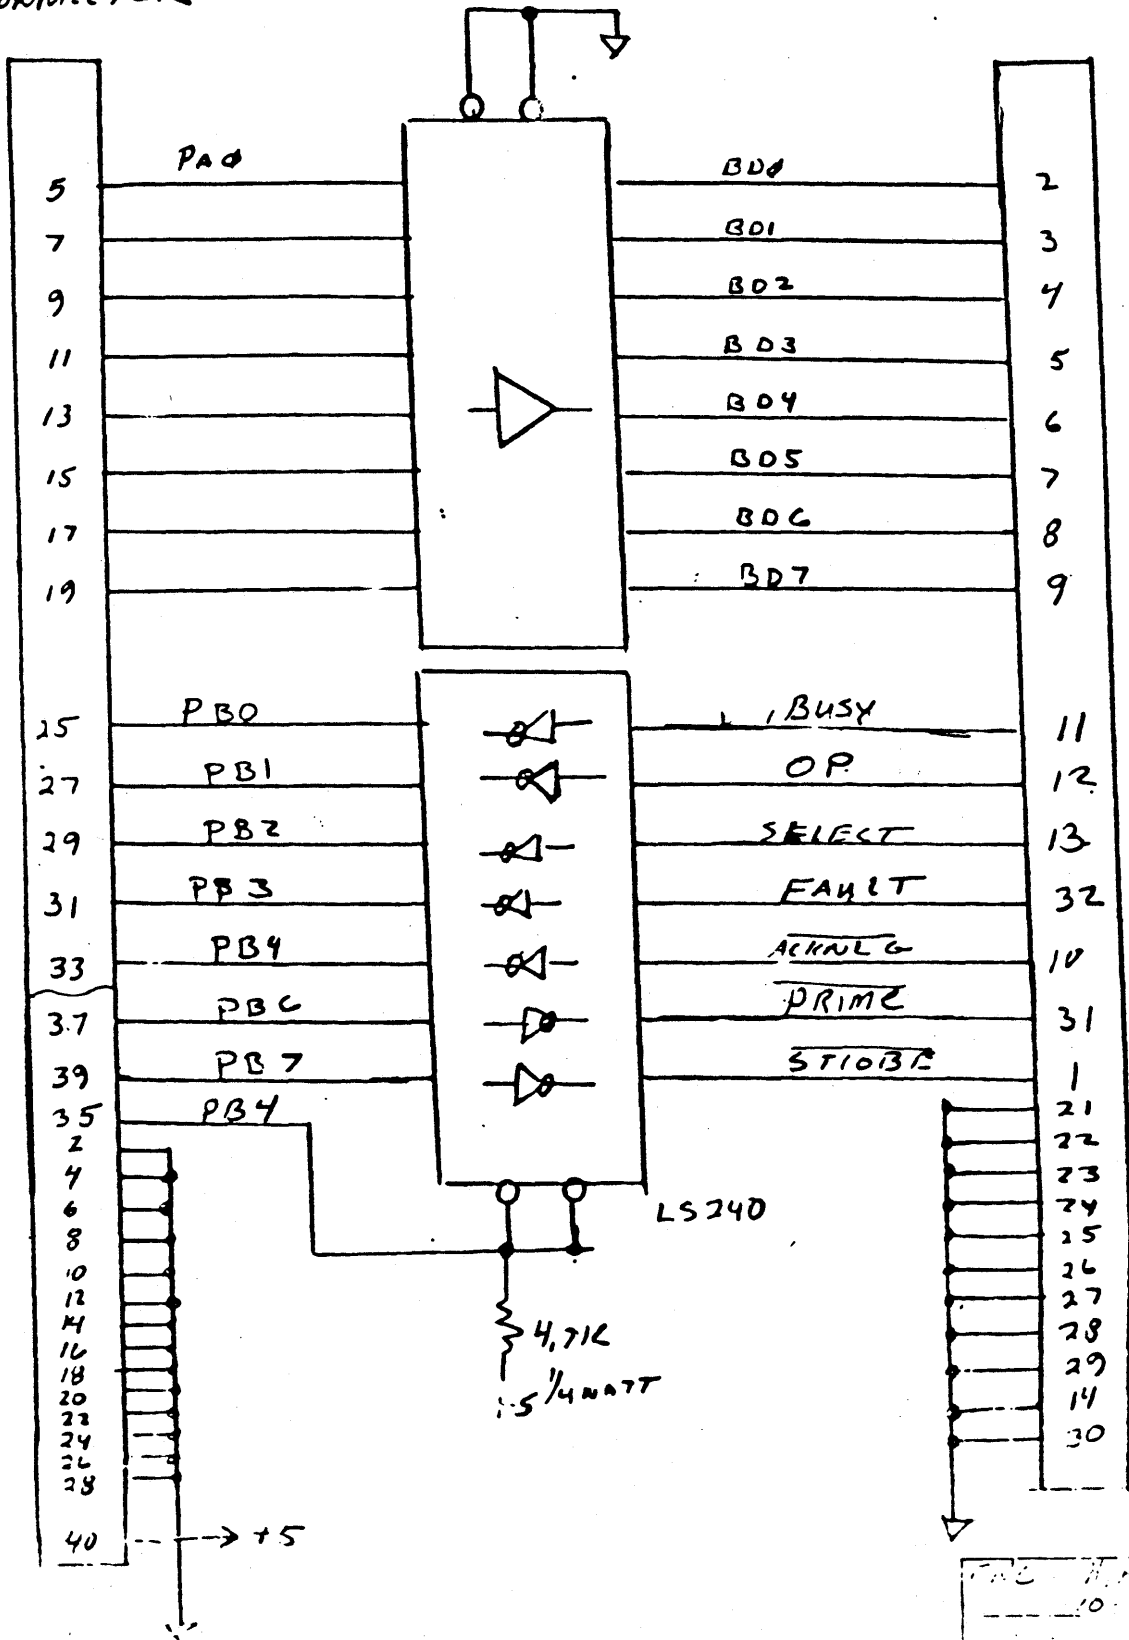 5 PAØ BDØ 2
7 BD1 3
9 BD2 4
11 BD3 5
13 BD4 6
15 BD5 7
17 BD6 8
19 BD7 9
25 PB0 BUSY 11
27 PB1 OP 12
29 PB2 SELECT 13
31 PB3 FAULT 32
33 PB4 ACKNLG 10
37 PB6 PRIME 31
39 PB7 STROBE 1
35 PB4 21
2 22
4 23
6 LS240 24
8 25
10 26
12 27
14 4.7K 28
16
18 29
20 1/4 WATT 14
22 +5
24 30
26
28
40 +5